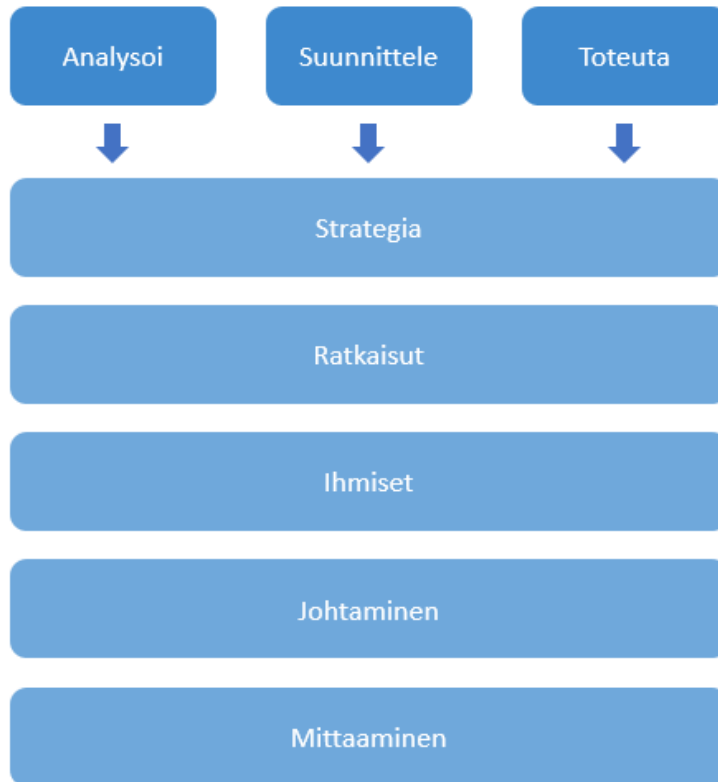 Analysoi
Suunnittele
Toteuta
Strategia
Ratkaisut
Ihmiset
Johtaminen
Mittaaminen